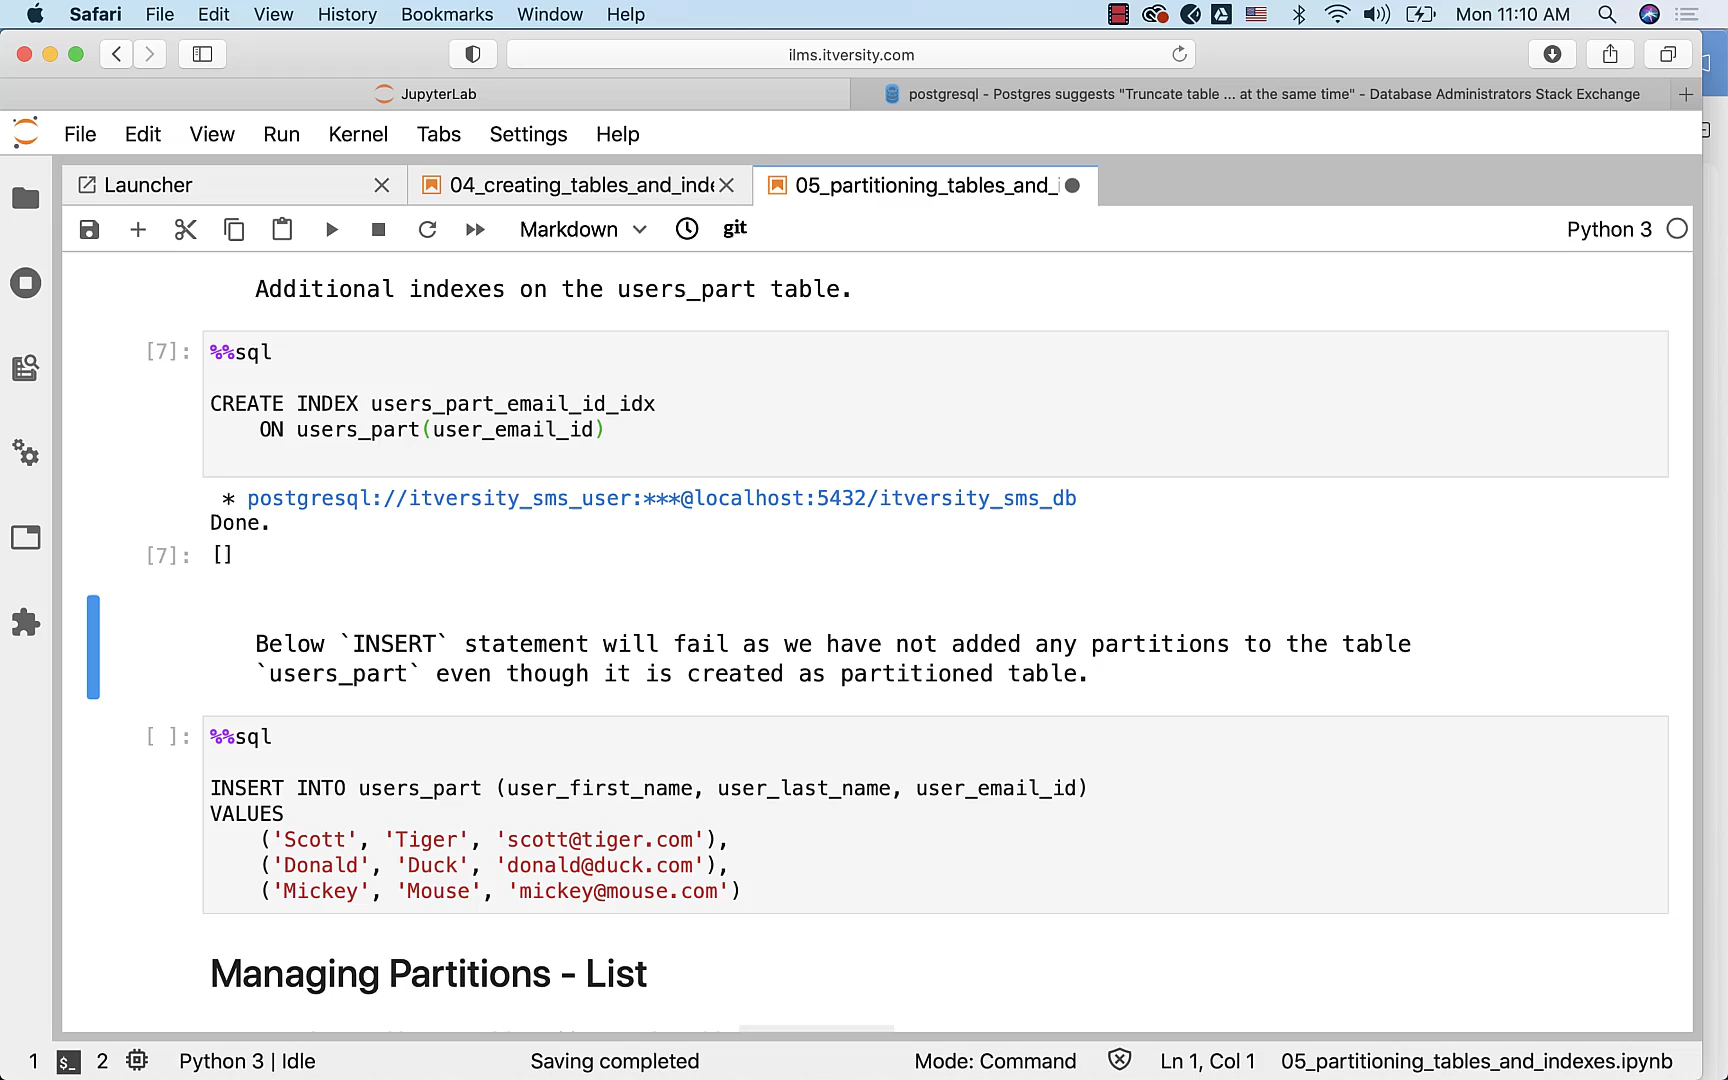 Safari File Edit View History Bookmarks Window Help Mon 11:10 AM
ilms.itversity.com
JupyterLab
postgresql - Postgres suggests "Truncate table ... at the same time" - Database Administrators Stack Exchange
File Edit View Run Kernel Tabs Settings Help
Launcher
04_creating_tables_and_inde
05_partitioning_tables_and_i
Markdown
git
Python 3
Additional indexes on the users_part table.
[7]: %%sql
CREATE INDEX users_part_email_id_idx
ON users_part(user_email_id)
* postgresql://itversity_sms_user:***@localhost:5432/itversity_sms_db
Done.
[7]: []
Below `INSERT` statement will fail as we have not added any partitions to the table
`users_part` even though it is created as partitioned table.
[ ]: %%sql
INSERT INTO users_part (user_first_name, user_last_name, user_email_id)
VALUES
('Scott', 'Tiger', 'scott@tiger.com'),
('Donald', 'Duck', 'donald@duck.com'),
('Mickey', 'Mouse', 'mickey@mouse.com')
Managing Partitions - List
1 $_ 2 Python 3 | Idle Saving completed Mode: Command Ln 1, Col 1 05_partitioning_tables_and_indexes.ipynb